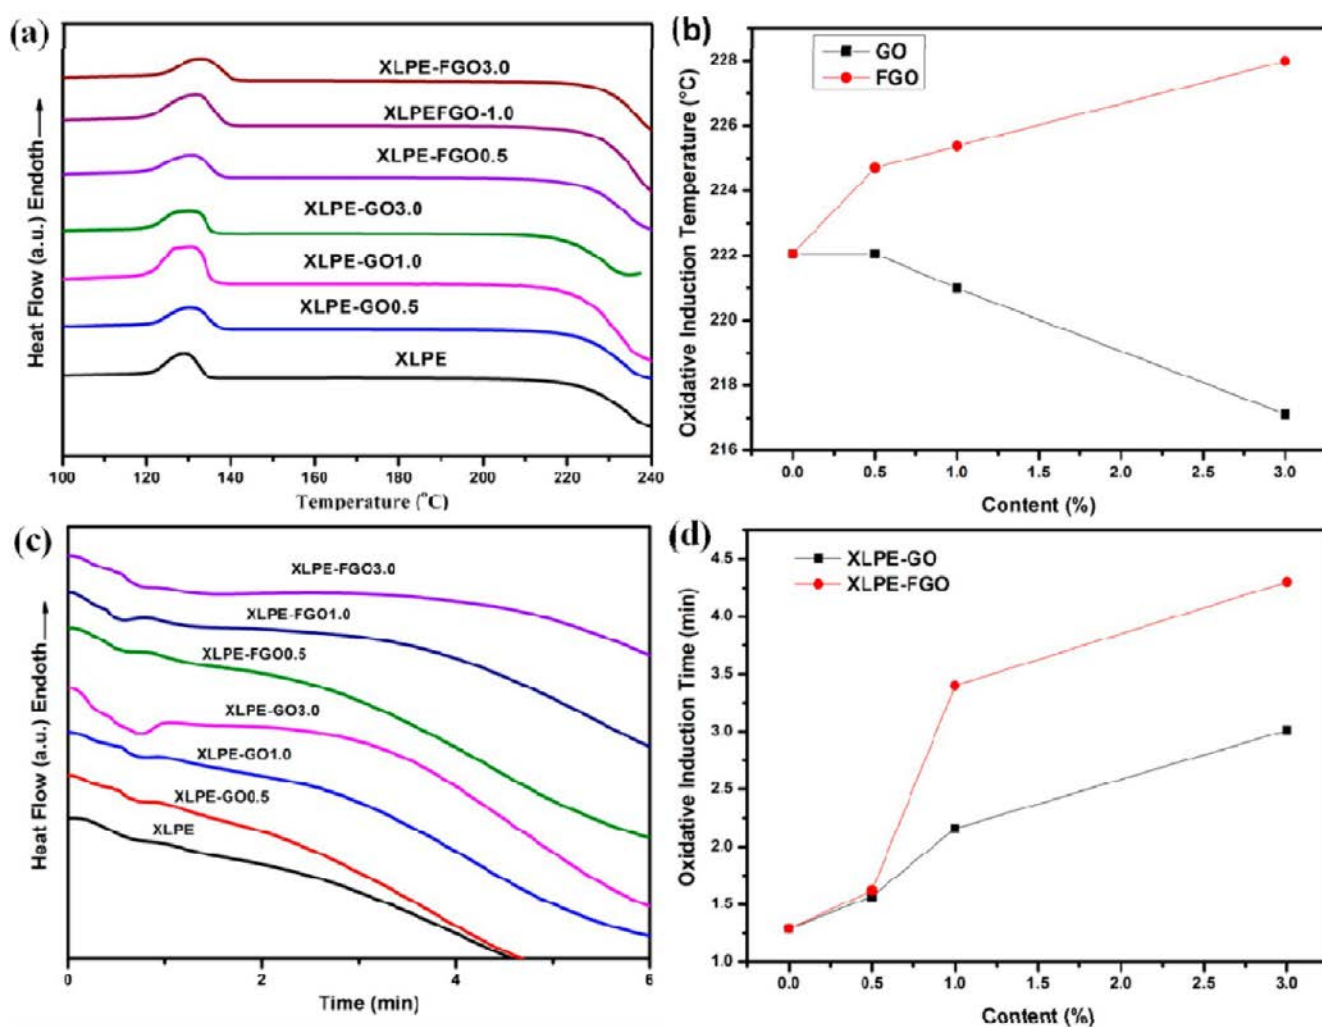 (a)
XLPE-FGO3.0
XLPEFGO-1.0
XLPE-FGO0.5
XLPE-GO3.0
XLPE-GO1.0
XLPE-GO0.5
XLPE
Heat Flow (a.u.) Endoth
100 120 140 160 180 200 220 240
Temperature (°C)
(b)
GO
FGO
Oxidative Induction Temperature (°C)
228
226
224
222
220
218
216
0.0 0.5 1.0 1.5 2.0 2.5 3.0
Content (%)
(c)
XLPE-FGO3.0
XLPE-FGO1.0
XLPE-FGO0.5
XLPE-GO3.0
XLPE-GO1.0
XLPE-GO0.5
XLPE
Heat Flow (a.u.) Endoth
0 2 4 6
Time (min)
(d)
XLPE-GO
XLPE-FGO
Oxidative Induction Time (min)
4.5
4.0
3.5
3.0
2.5
2.0
1.5
1.0
0.0 0.5 1.0 1.5 2.0 2.5 3.0
Content (%)